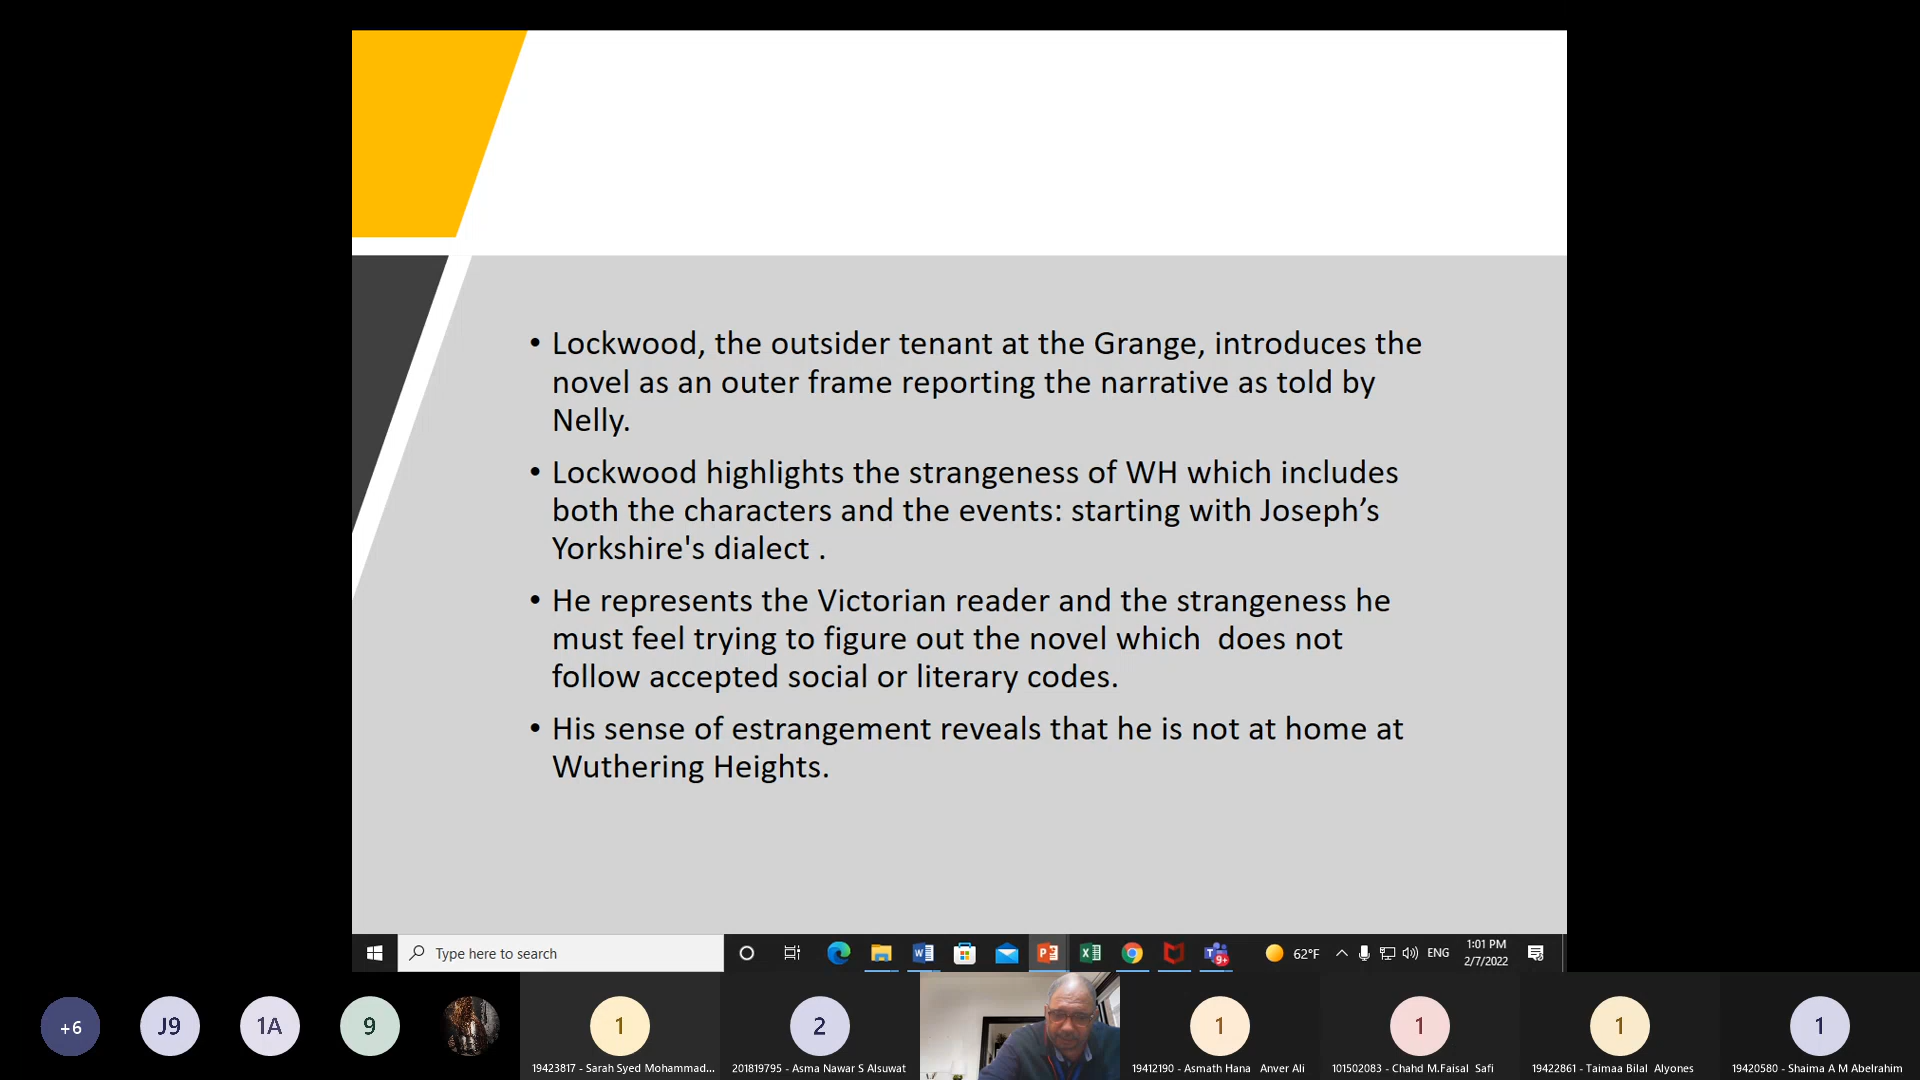 • Lockwood, the outsider tenant at the Grange, introduces the
novel as an outer frame reporting the narrative as told by
Nelly.
• Lockwood highlights the strangeness of WH which includes
both the characters and the events: starting with Joseph’s
Yorkshire's dialect .
• He represents the Victorian reader and the strangeness he
must feel trying to figure out the novel which  does not
follow accepted social or literary codes.
• His sense of estrangement reveals that he is not at home at
Wuthering Heights.
Type here to search
9+
62°F
ENG
1:01 PM
2/7/2022
+6
J9
1A
9
1
2
1
1
1
1
19423817 - Sarah Syed Mohammad...
201819795 - Asma Nawar S Alsuwat
19412190 - Asmath Hana   Anver Ali
101502083 - Chahd M.Faisal  Safi
19422861 - Taimaa Bilal  Alyones
19420580 - Shaima A M Abelrahim